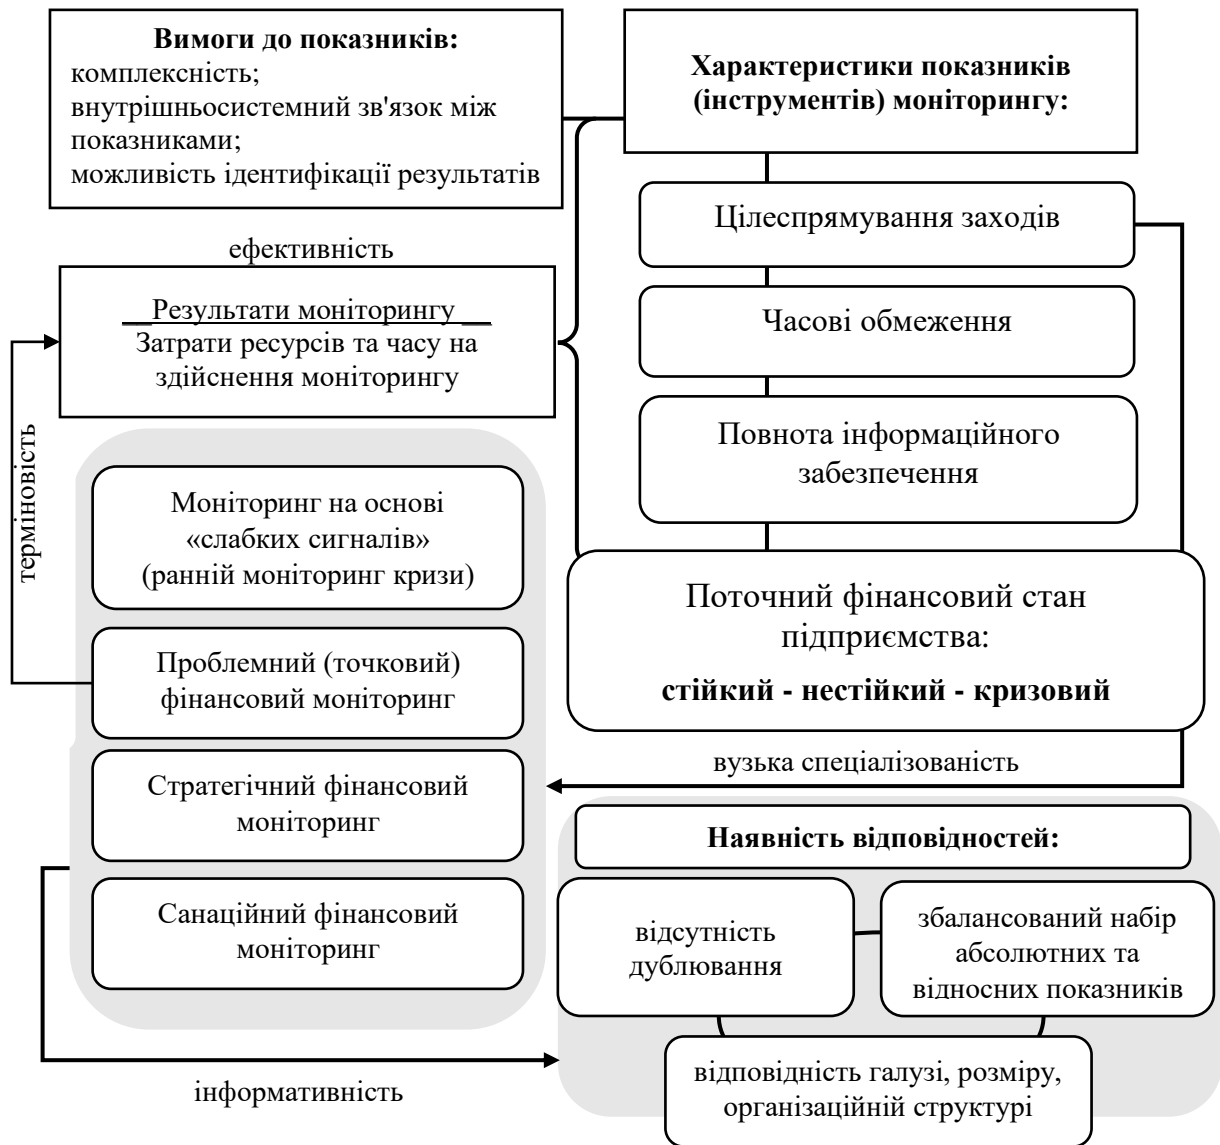 Вимоги до показників:
комплексність;
внутрішньосистемний зв'язок між
показниками;
можливість ідентифікації результатів
Характеристики показників
(інструментів) моніторингу:
Цілеспрямування заходів
Часові обмеження
Повнота інформаційного
забезпечення
Поточний фінансовий стан
підприємства:
стійкий - нестійкий - кризовий
ефективність
__Результати моніторингу__
Затрати ресурсів та часу на
здійснення моніторингу
терміновість
Моніторинг на основі
«слабких сигналів»
(ранній моніторинг кризи)
Проблемний (точковий)
фінансовий моніторинг
Стратегічний фінансовий
моніторинг
Санаційний фінансовий
моніторинг
вузька спеціалізованість
Наявність відповідностей:
відсутність
дублювання
збалансований набір
абсолютних та
відносних показників
відповідність галузі, розміру,
організаційній структурі
інформативність